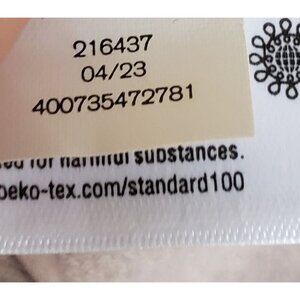 216437
04/23
400735472781
for harmful substances.
oeko-tex.com/standard100